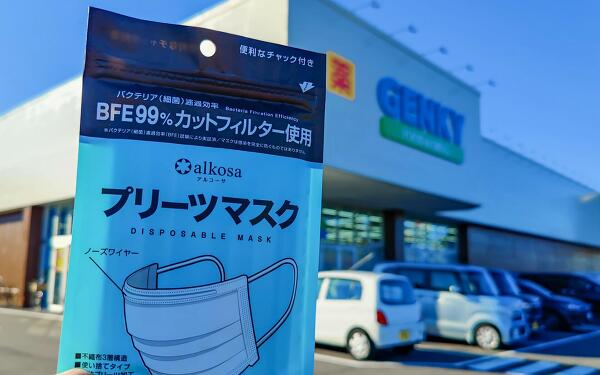 便利なチャック付き
バクテリア(細菌)濾過効率 Bacteria Filtration Efficiency
BFE99%カットフィルター使用
alkosa
アルコーサ
プリーツマスク
DISPOSABLE MASK
ノーズワイヤー
■不織布3層構造
■使い捨てタイプ
薬
GENKY